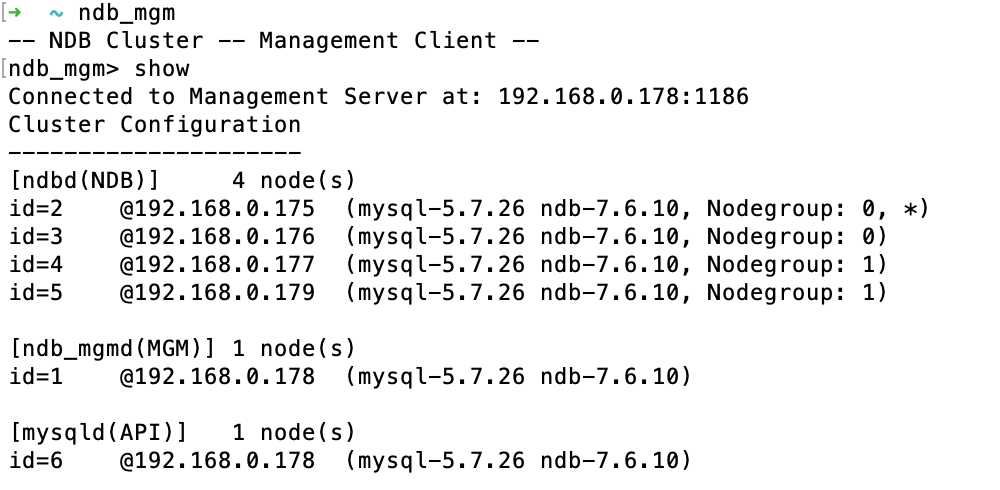 [➜  ~ ndb_mgm
-- NDB Cluster -- Management Client --
[ndb_mgm> show
Connected to Management Server at: 192.168.0.178:1186
Cluster Configuration
---------------------
[ndbd(NDB)]     4 node(s)
id=2    @192.168.0.175  (mysql-5.7.26 ndb-7.6.10, Nodegroup: 0, *)
id=3    @192.168.0.176  (mysql-5.7.26 ndb-7.6.10, Nodegroup: 0)
id=4    @192.168.0.177  (mysql-5.7.26 ndb-7.6.10, Nodegroup: 1)
id=5    @192.168.0.179  (mysql-5.7.26 ndb-7.6.10, Nodegroup: 1)

[ndb_mgmd(MGM)] 1 node(s)
id=1    @192.168.0.178  (mysql-5.7.26 ndb-7.6.10)

[mysqld(API)]   1 node(s)
id=6    @192.168.0.178  (mysql-5.7.26 ndb-7.6.10)